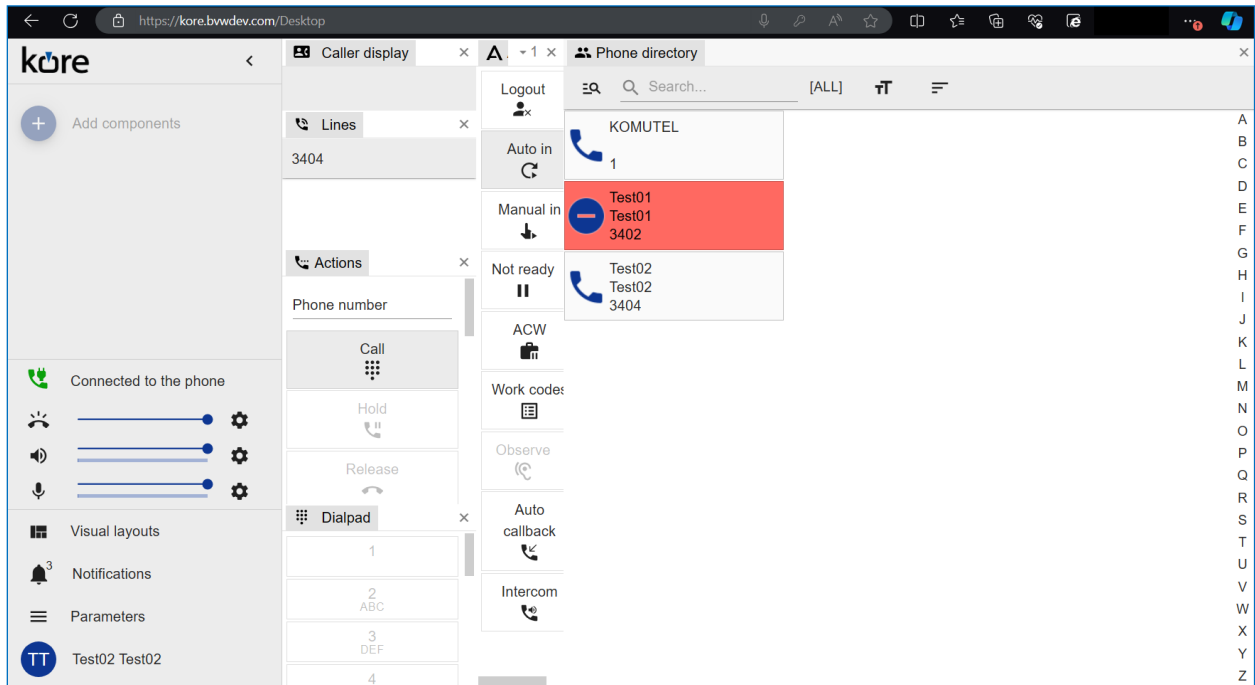 https://kore.bvwdev.com/Desktop
kore
Add components
Connected to the phone
Visual layouts
3
Notifications
Parameters
TT
Test02 Test02
Caller display
Lines
3404
Actions
Phone number
Call
Hold
Release
Dialpad
1
2
ABC
3
DEF
4
A. 1
Logout
Auto in
Manual in
Not ready
ACW
Work codes
Observe
Auto
callback
Intercom
Phone directory
Search...
[ALL]
KOMUTEL
1
Test01
Test01
3402
Test02
Test02
3404
A
B
C
D
E
F
G
H
I
J
K
L
M
N
O
P
Q
R
S
T
U
V
W
X
Y
Z